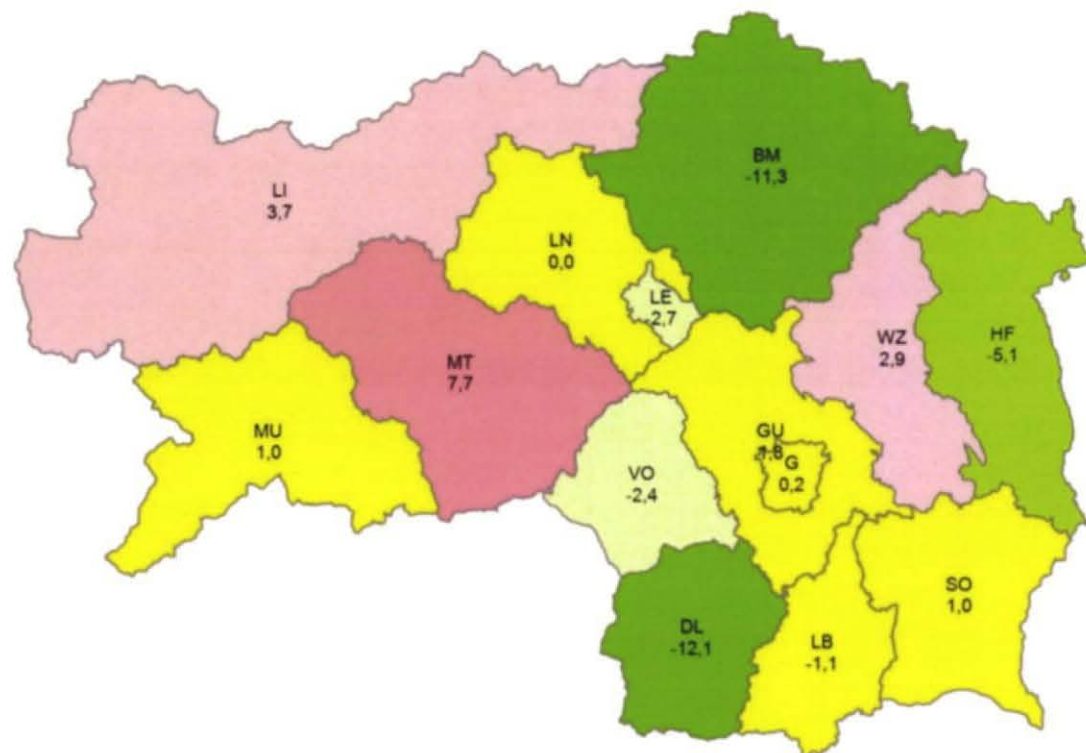 BM
-11,3
LI
3,7
LN
0,0
LE
-2,7
WZ
2,9
HF
-5,1
MT
7,7
MU
1,0
GU
G
0,2
VO
-2,4
SO
1,0
DL
-12,1
LB
-1,1